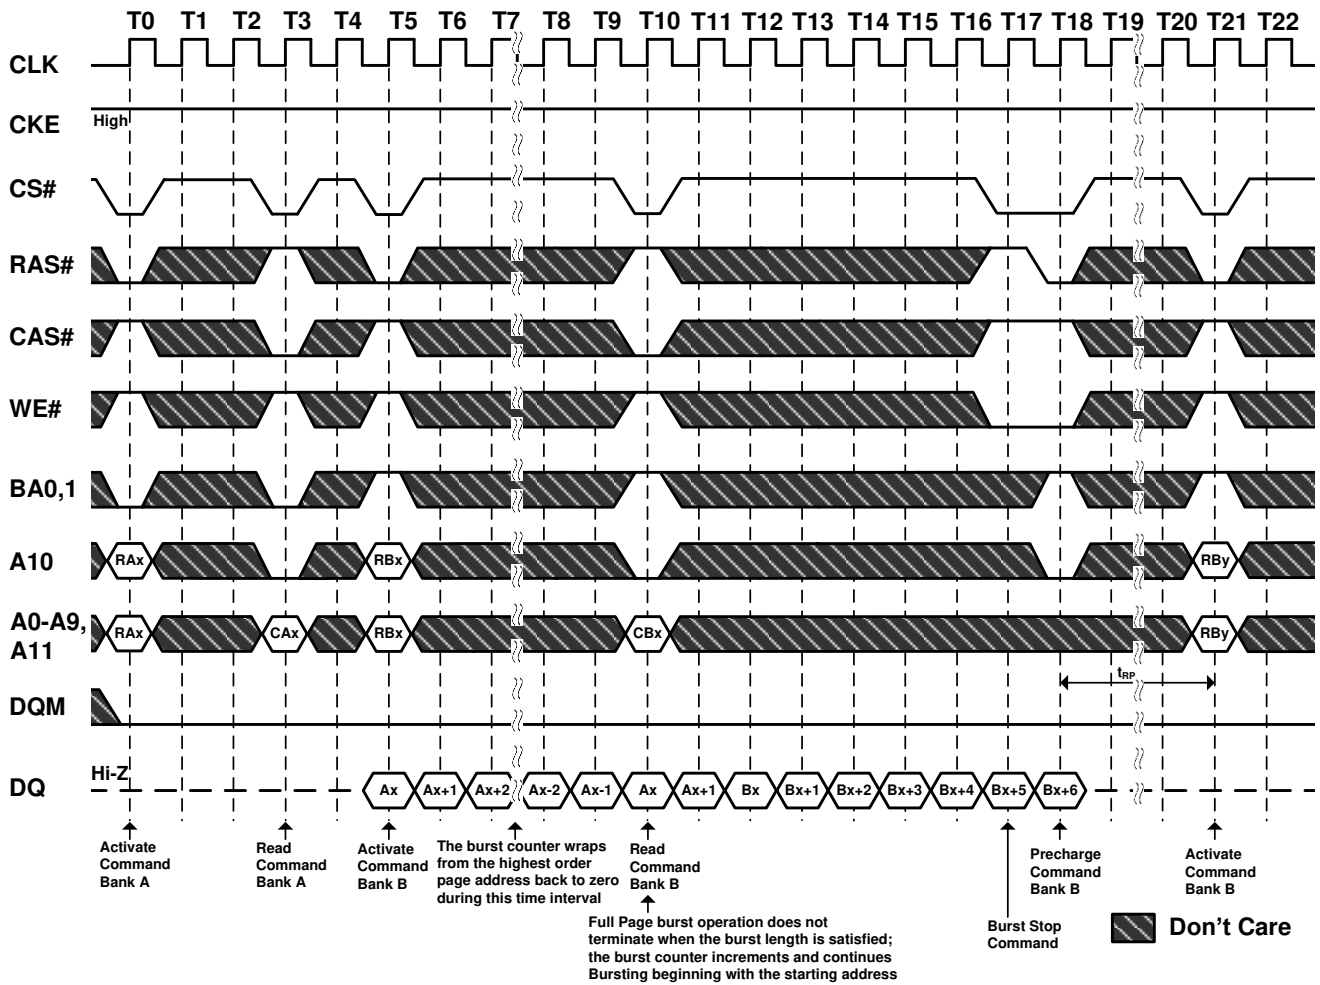 T0 T1 T2 T3 T4 T5 T6 T7 T8 T9 T10 T11 T12 T13 T14 T15 T16 T17 T18 T19 T20 T21 T22
CLK
CKE
High
CS#
RAS#
CAS#
WE#
BA0,1
A10
RAx RBx RBy
A0-A9,
A11
RAx CAx RBx CBx RBy
tRP
DQM
Hi-Z
DQ
Ax Ax+1 Ax+2 Ax-2 Ax-1 Ax Ax+1 Bx Bx+1 Bx+2 Bx+3 Bx+4 Bx+5 Bx+6
Activate
Command
Bank A
Read
Command
Bank A
Activate
Command
Bank B
The burst counter wraps
from the highest order
page address back to zero
during this time interval
Read
Command
Bank B
Full Page burst operation does not
terminate when the burst length is satisfied;
the burst counter increments and continues
Bursting beginning with the starting address
Burst Stop
Command
Precharge
Command
Bank B
Activate
Command
Bank B
Don't Care